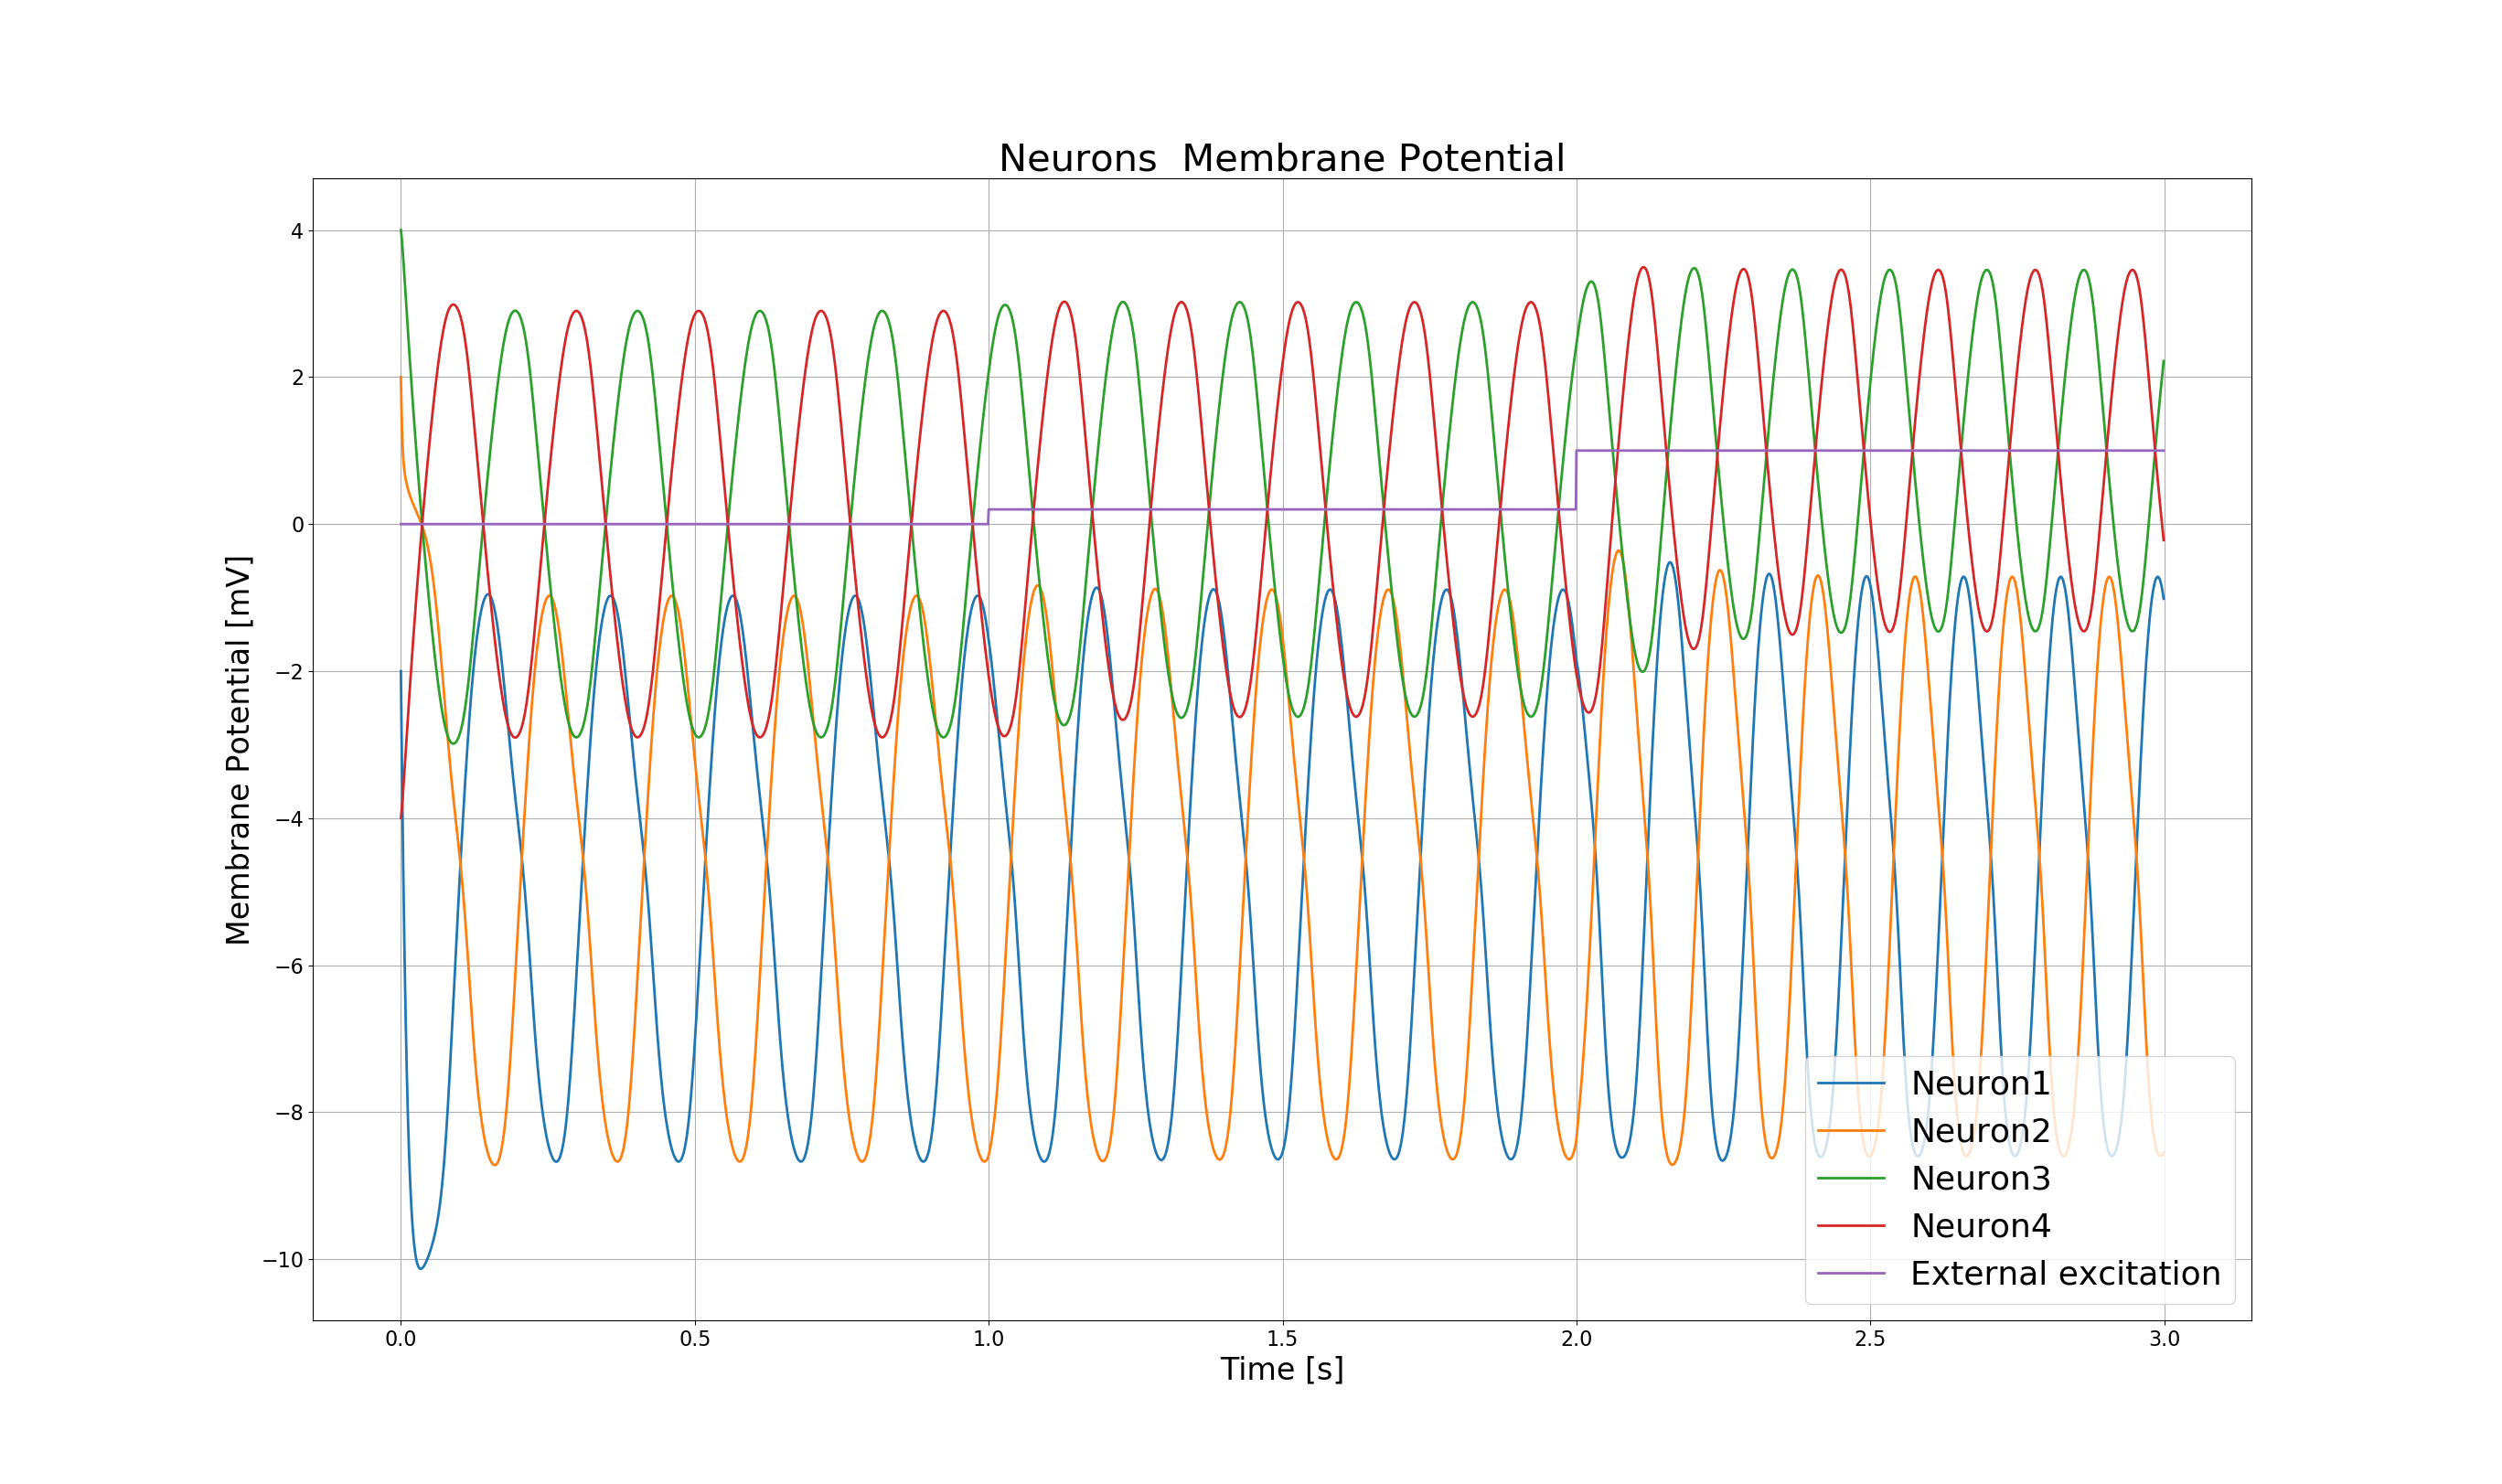 Neurons  Membrane Potential
Membrane Potential [mV]
4
2
0
−2
−4
−6
−8
−10
0.0 0.5 1.0 1.5 2.0 2.5 3.0
Time [s]
Neuron1
Neuron2
Neuron3
Neuron4
External excitation